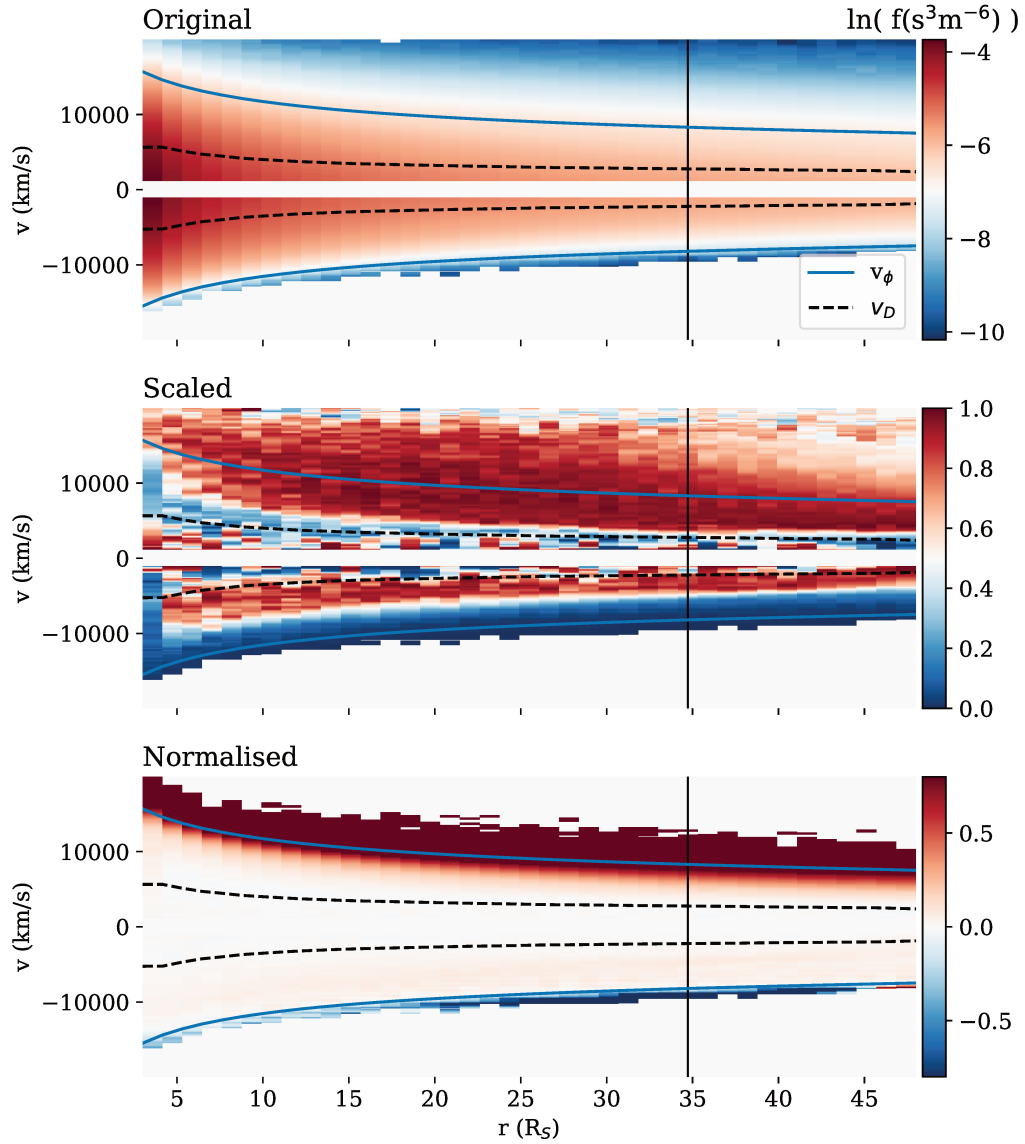 Original
ln( f(s³m⁻⁶) )
v (km/s)
10000
0
−10000
v_ϕ
v_D
−4
−6
−8
−10
Scaled
v (km/s)
10000
0
−10000
1.0
0.8
0.6
0.4
0.2
0.0
Normalised
v (km/s)
10000
0
−10000
0.5
0.0
−0.5
5 10 15 20 25 30 35 40 45
r (R_S)